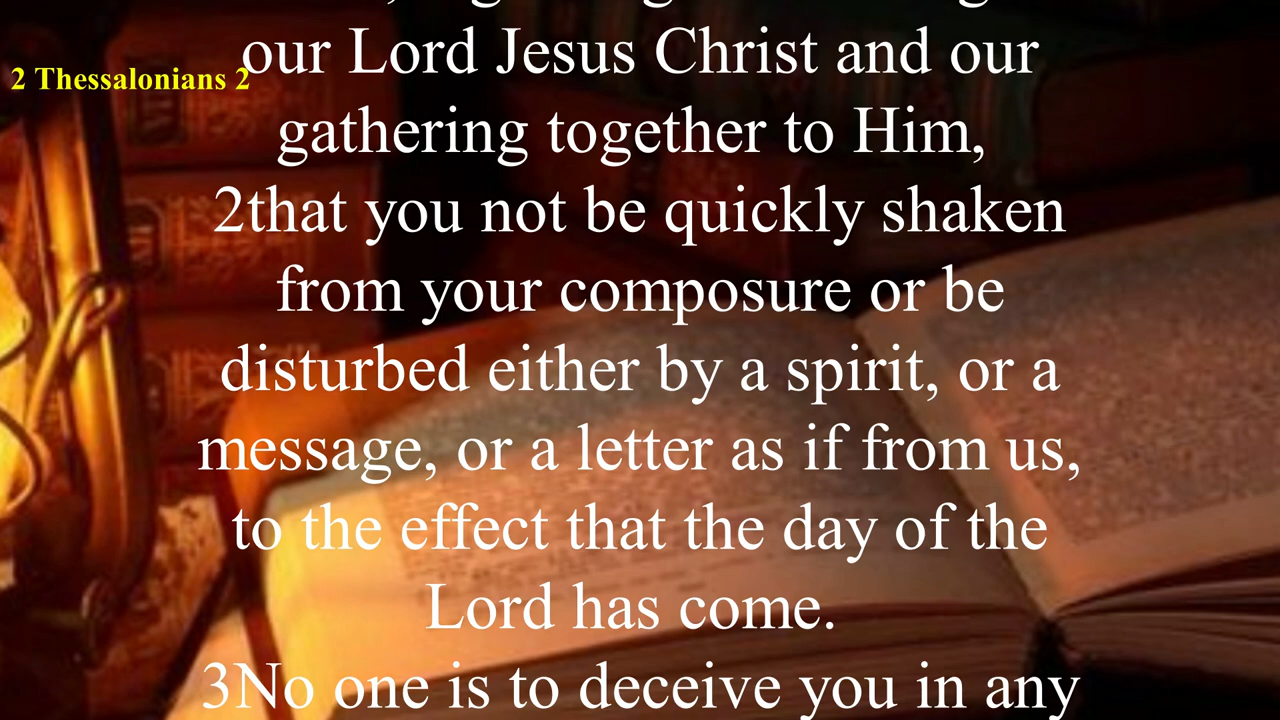 2 Thessalonians 2
our Lord Jesus Christ and our
gathering together to Him,
2that you not be quickly shaken
from your composure or be
disturbed either by a spirit, or a
message, or a letter as if from us,
to the effect that the day of the
Lord has come.
3No one is to deceive you in any